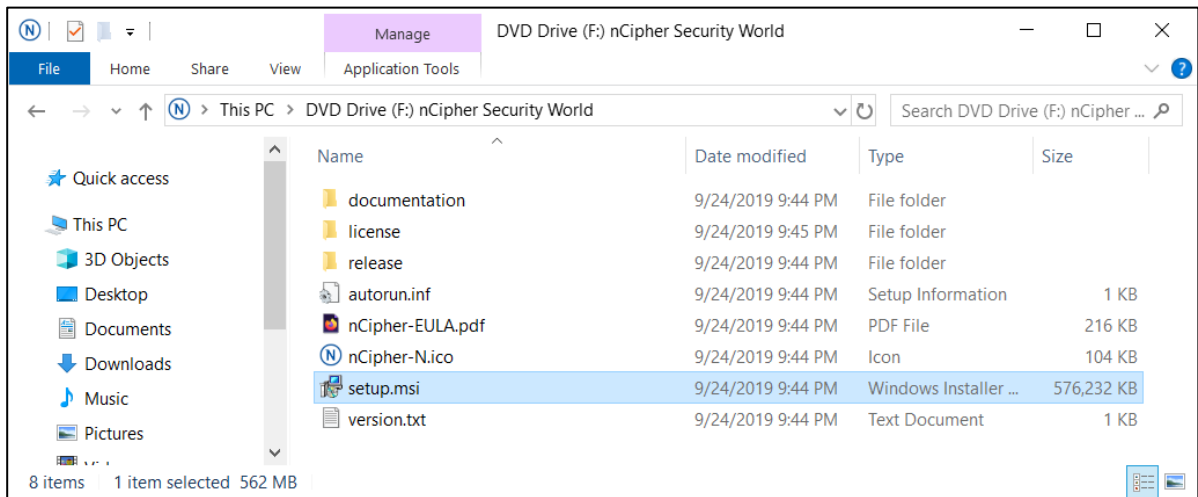 Manage DVD Drive (F:) nCipher Security World
File Home Share View Application Tools
This PC > DVD Drive (F:) nCipher Security World Search DVD Drive (F:) nCipher ...
Name Date modified Type Size
Quick access
This PC
3D Objects
Desktop
Documents
Downloads
Music
Pictures
documentation 9/24/2019 9:44 PM File folder
license 9/24/2019 9:45 PM File folder
release 9/24/2019 9:44 PM File folder
autorun.inf 9/24/2019 9:44 PM Setup Information 1 KB
nCipher-EULA.pdf 9/24/2019 9:44 PM PDF File 216 KB
nCipher-N.ico 9/24/2019 9:44 PM Icon 104 KB
setup.msi 9/24/2019 9:44 PM Windows Installer ... 576,232 KB
version.txt 9/24/2019 9:44 PM Text Document 1 KB
8 items 1 item selected 562 MB